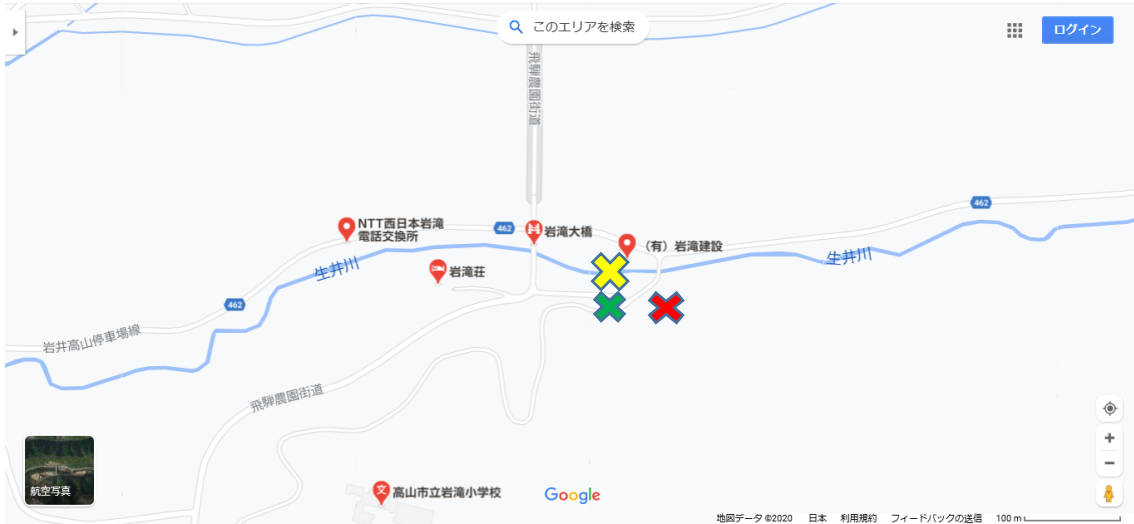 このエリアを検索
ログイン
飛騨農園街道
462
NTT西日本岩滝
電話交換所
462
岩滝大橋
(有)岩滝建設
462
生井川
岩滝荘
生井川
462
岩井高山停車場線
飛騨農園街道
航空写真
高山市立岩滝小学校
Google
地図データ ©2020 日本 利用規約 フィードバックの送信 100 m